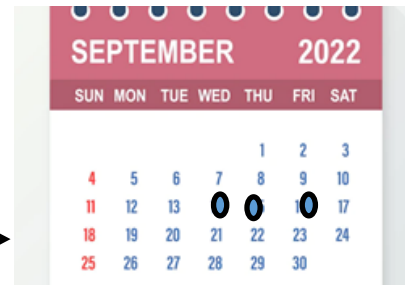 SEPTEMBER 2022
SUN MON TUE WED THU FRI SAT
1 2 3
4 5 6 7 8 9 10
11 12 13 17
18 19 20 21 22 23 24
25 26 27 28 29 30